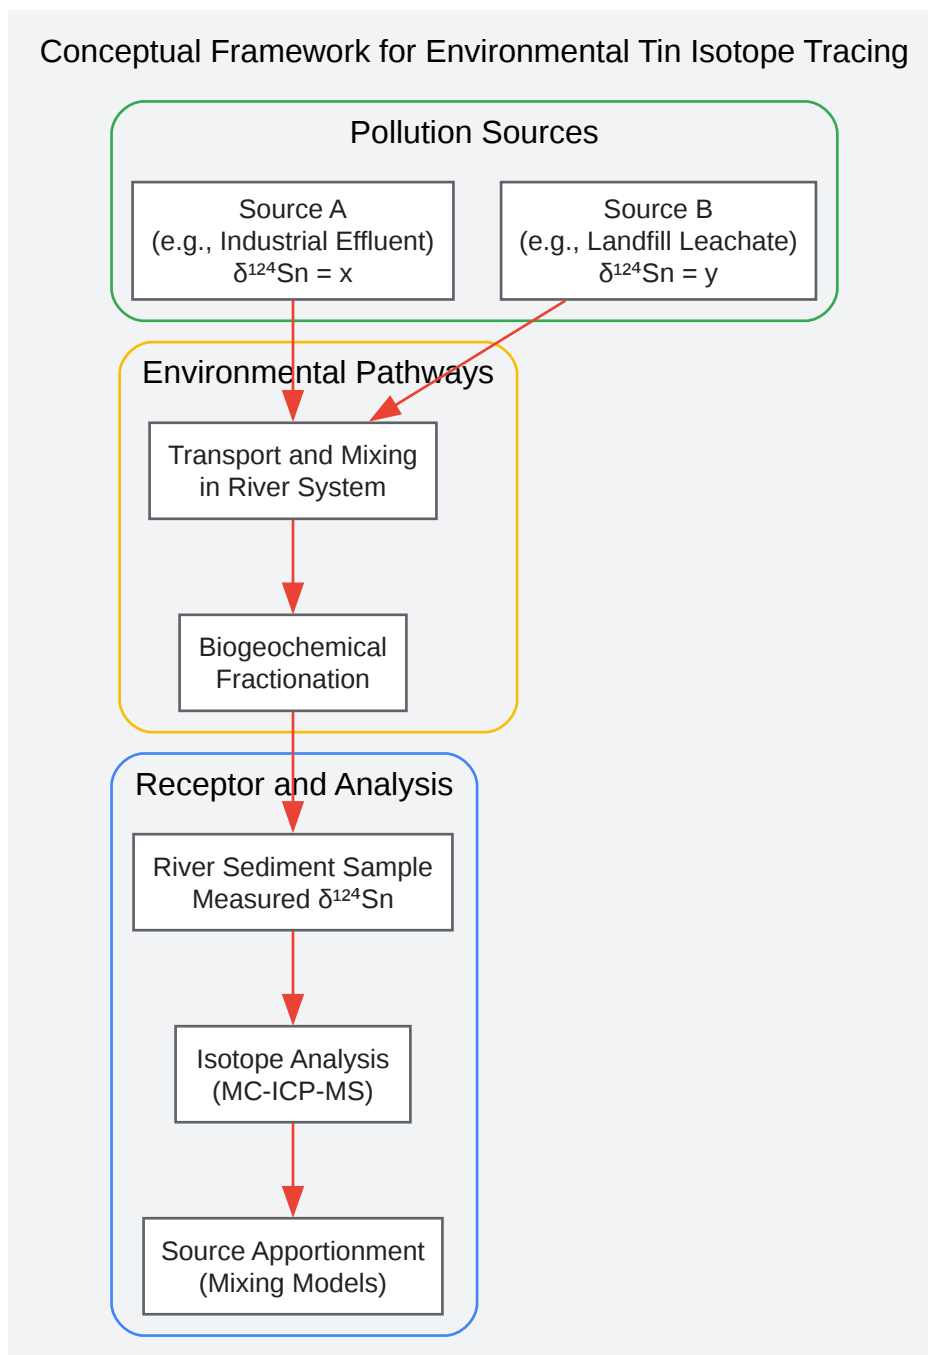 Conceptual Framework for Environmental Tin Isotope Tracing
Pollution Sources
Source A
(e.g., Industrial Effluent)
δ¹²⁴Sn = x
Source B
(e.g., Landfill Leachate)
δ¹²⁴Sn = y
Environmental Pathways
Transport and Mixing
in River System
Biogeochemical
Fractionation
Receptor and Analysis
River Sediment Sample
Measured δ¹²⁴Sn
Isotope Analysis
(MC-ICP-MS)
Source Apportionment
(Mixing Models)